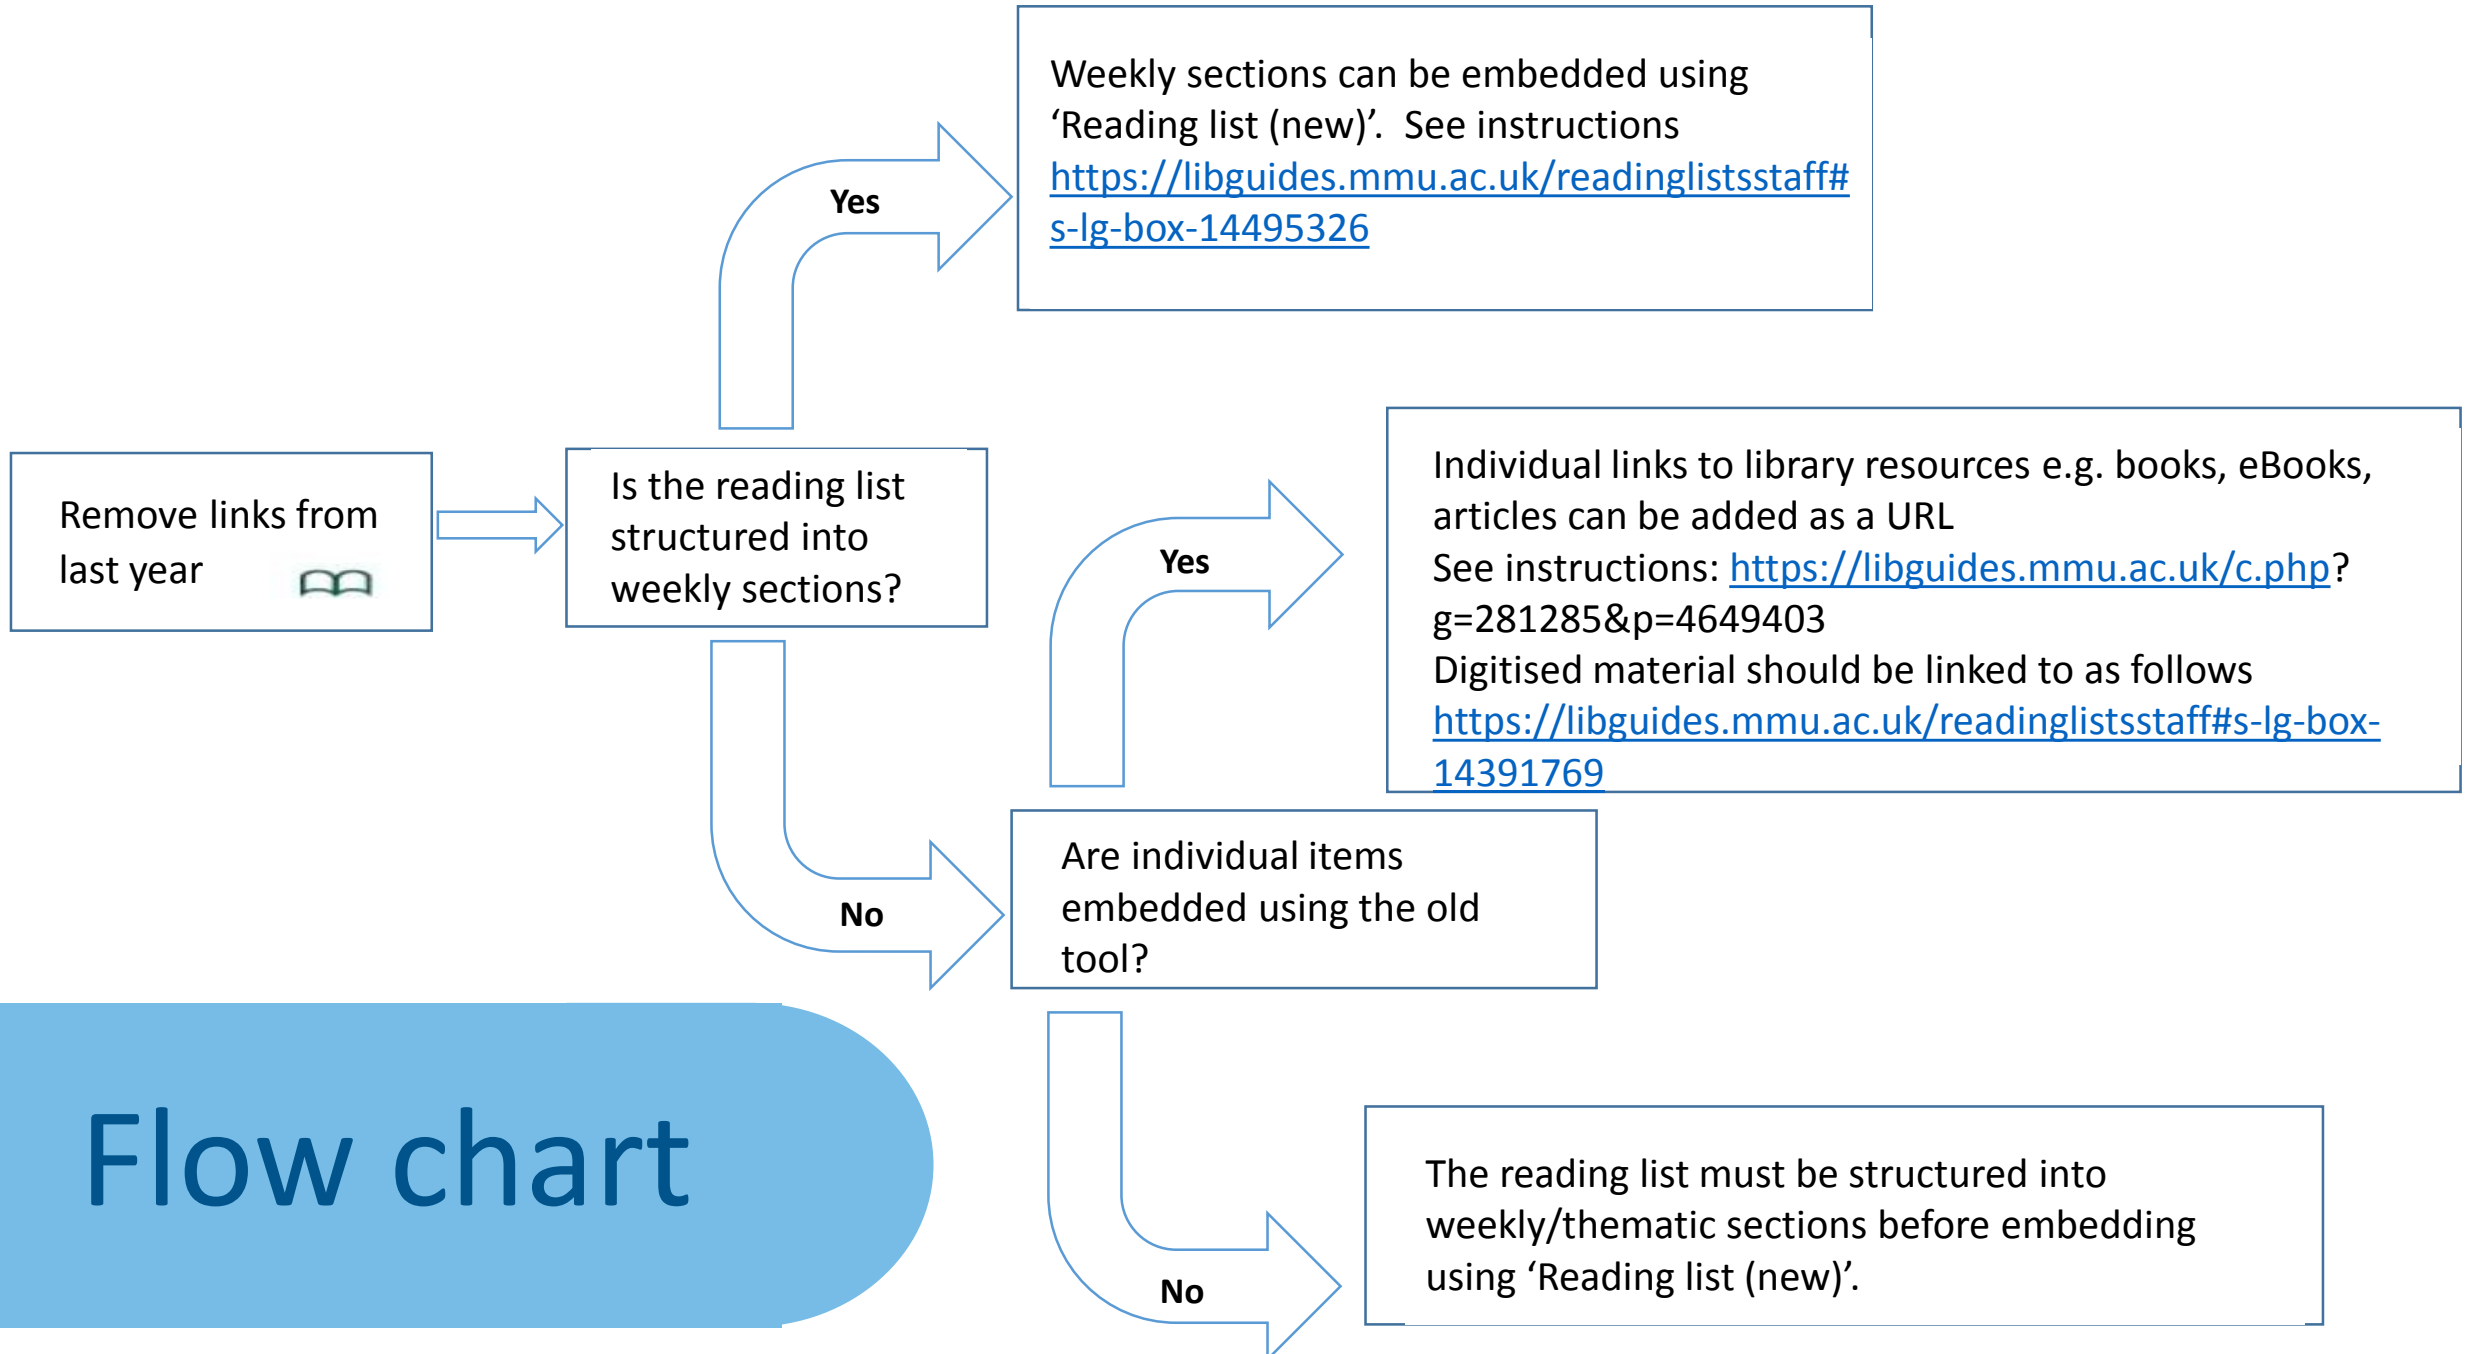 Weekly sections can be embedded using
‘Reading list (new)’.  See instructions
https://libguides.mmu.ac.uk/readinglistsstaff#
s-lg-box-14495326
Yes
Remove links from
last year
Is the reading list
structured into
weekly sections?
Yes
Individual links to library resources e.g. books, eBooks,
articles can be added as a URL
See instructions: https://libguides.mmu.ac.uk/c.php?
g=281285&p=4649403
Digitised material should be linked to as follows
https://libguides.mmu.ac.uk/readinglistsstaff#s-lg-box-
14391769
No
Are individual items
embedded using the old
tool?
Flow chart
No
The reading list must be structured into
weekly/thematic sections before embedding
using ‘Reading list (new)’.